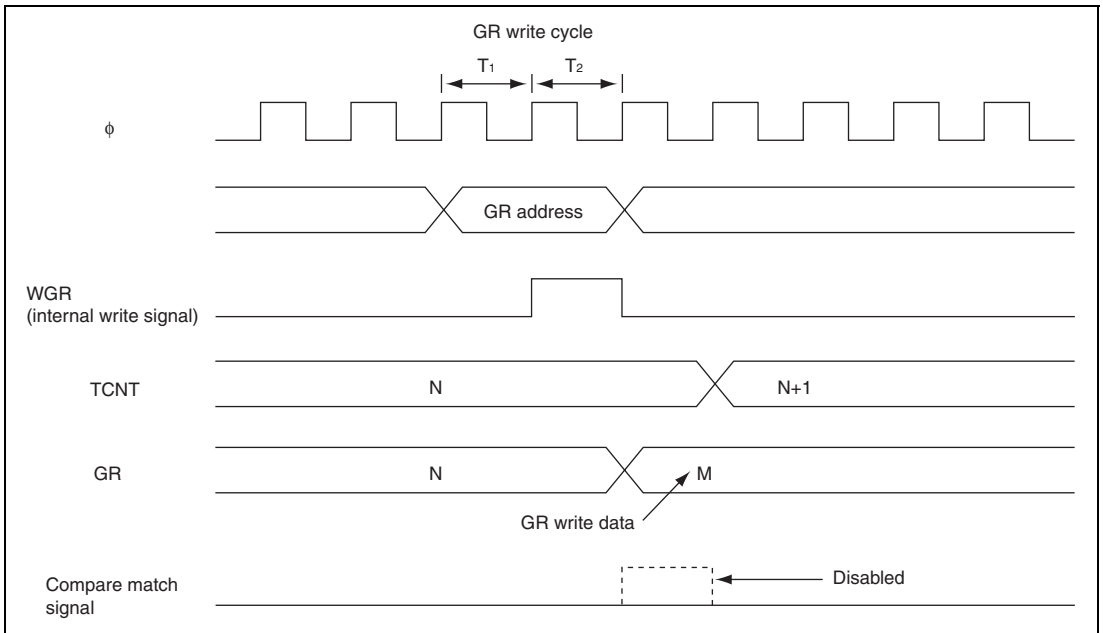 GR write cycle
T1 T2
ϕ
GR address
WGR
(internal write signal)
TCNT N N+1
GR N M
GR write data
Compare match
signal
Disabled